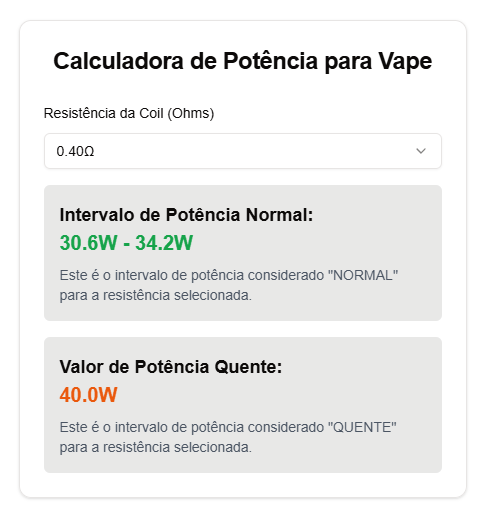 Calculadora de Potência para Vape
Resistência da Coil (Ohms)
0.40Ω
Intervalo de Potência Normal:
30.6W - 34.2W
Este é o intervalo de potência considerado "NORMAL"
para a resistência selecionada.
Valor de Potência Quente:
40.0W
Este é o intervalo de potência considerado "QUENTE"
para a resistência selecionada.